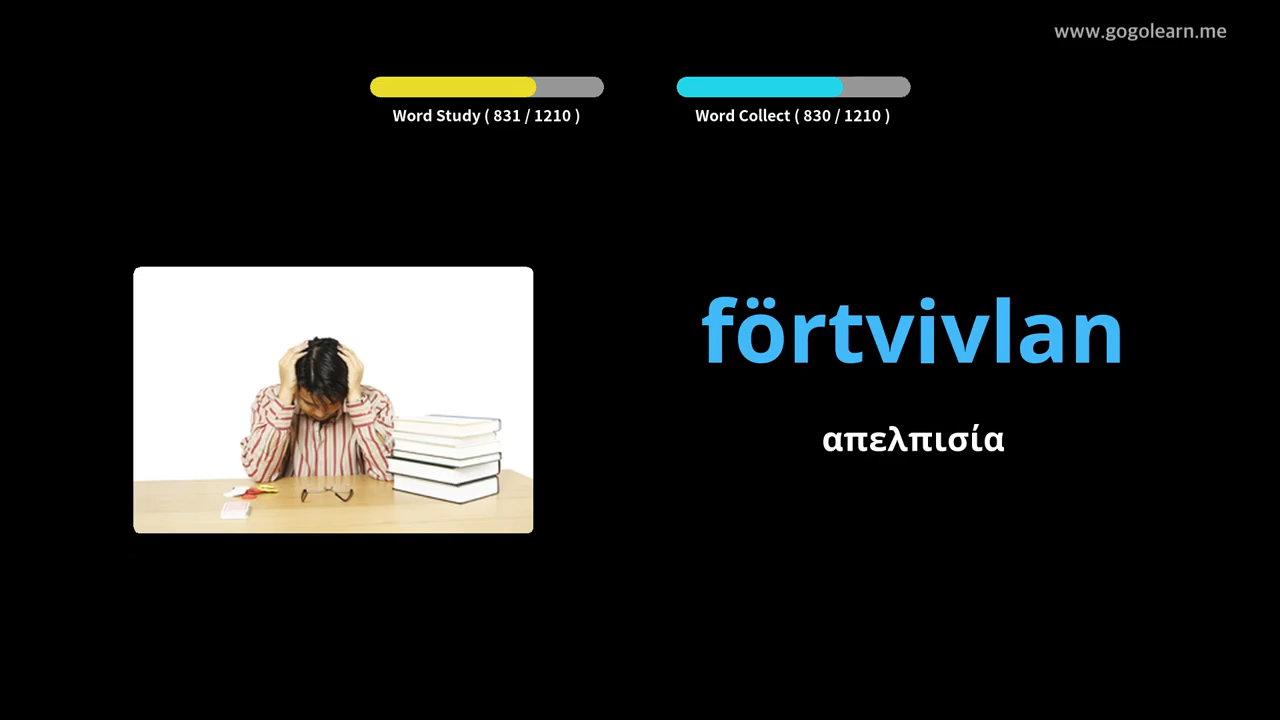 www.gogolearn.me
Word Study ( 831 / 1210 )
Word Collect ( 830 / 1210 )
förtvivlan
απελπισία